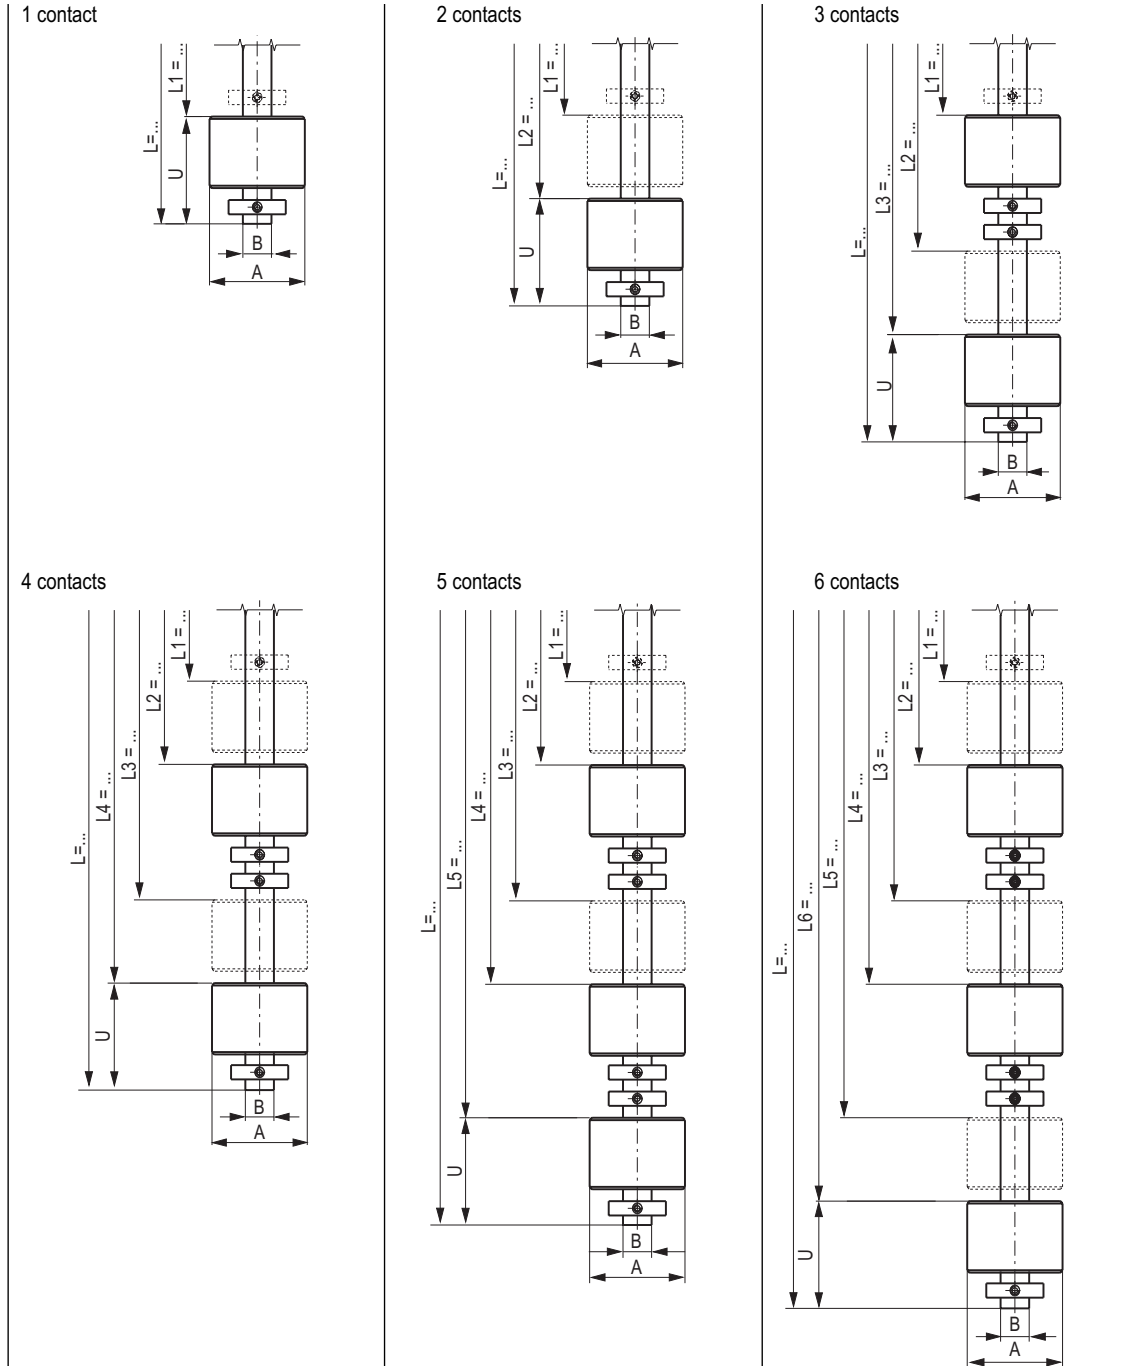 1 contact
L=...
L1 = ...
U
B
A
2 contacts
L=...
L2 = ...
L1 = ...
U
B
A
3 contacts
L=...
L3 = ...
L2 = ...
L1 = ...
U
B
A
4 contacts
L=...
L4 = ...
L3 = ...
L2 = ...
L1 = ...
U
B
A
5 contacts
L=...
L5 = ...
L4 = ...
L3 = ...
L2 = ...
L1 = ...
U
B
A
6 contacts
L=...
L6 = ...
L5 = ...
L4 = ...
L3 = ...
L2 = ...
L1 = ...
U
B
A